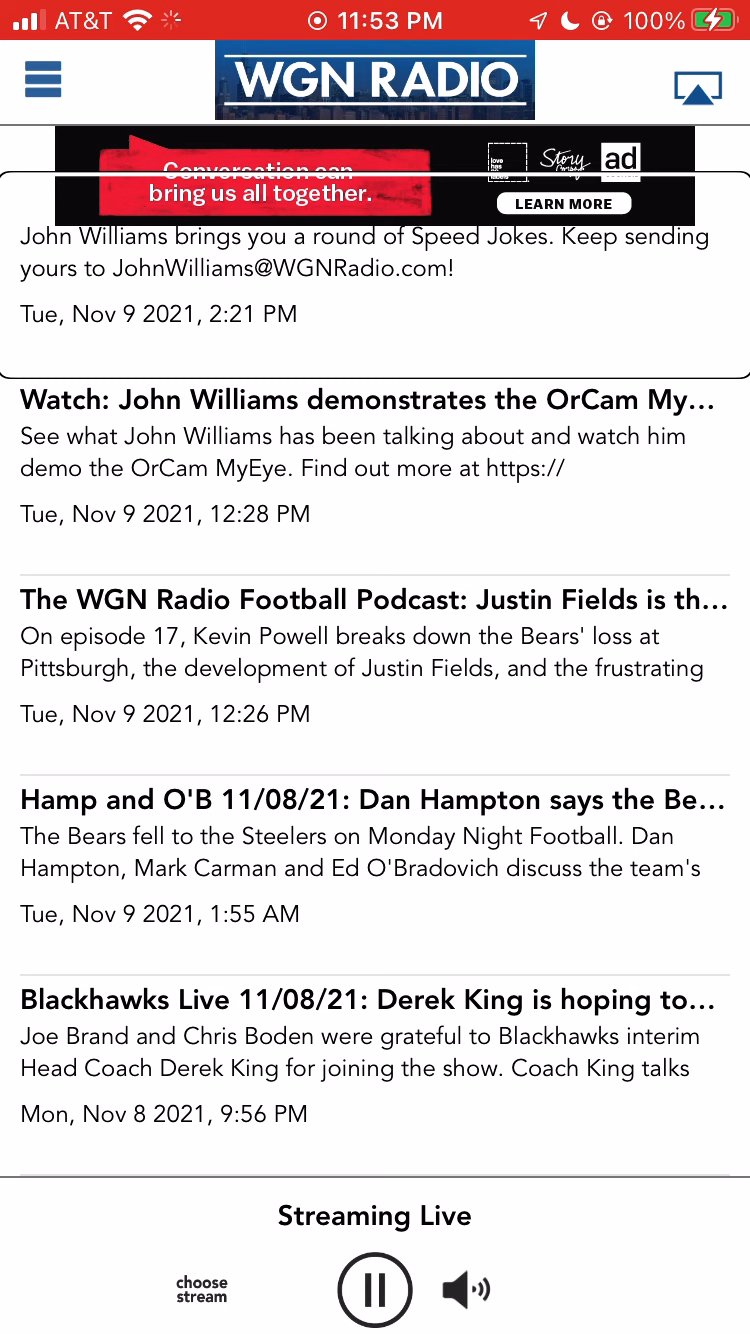 AT&T 11:53 PM 100%
WGN RADIO
Conversation can
bring us all together.
love
has
no
labels
Story
ad
LEARN MORE
John Williams brings you a round of Speed Jokes. Keep sending
yours to JohnWilliams@WGNRadio.com!
Tue, Nov 9 2021, 2:21 PM
Watch: John Williams demonstrates the OrCam My...
See what John Williams has been talking about and watch him
demo the OrCam MyEye. Find out more at https://
Tue, Nov 9 2021, 12:28 PM
The WGN Radio Football Podcast: Justin Fields is th...
On episode 17, Kevin Powell breaks down the Bears' loss at
Pittsburgh, the development of Justin Fields, and the frustrating
Tue, Nov 9 2021, 12:26 PM
Hamp and O'B 11/08/21: Dan Hampton says the Be...
The Bears fell to the Steelers on Monday Night Football. Dan
Hampton, Mark Carman and Ed O'Bradovich discuss the team's
Tue, Nov 9 2021, 1:55 AM
Blackhawks Live 11/08/21: Derek King is hoping to...
Joe Brand and Chris Boden were grateful to Blackhawks interim
Head Coach Derek King for joining the show. Coach King talks
Mon, Nov 8 2021, 9:56 PM
Streaming Live
choose
stream